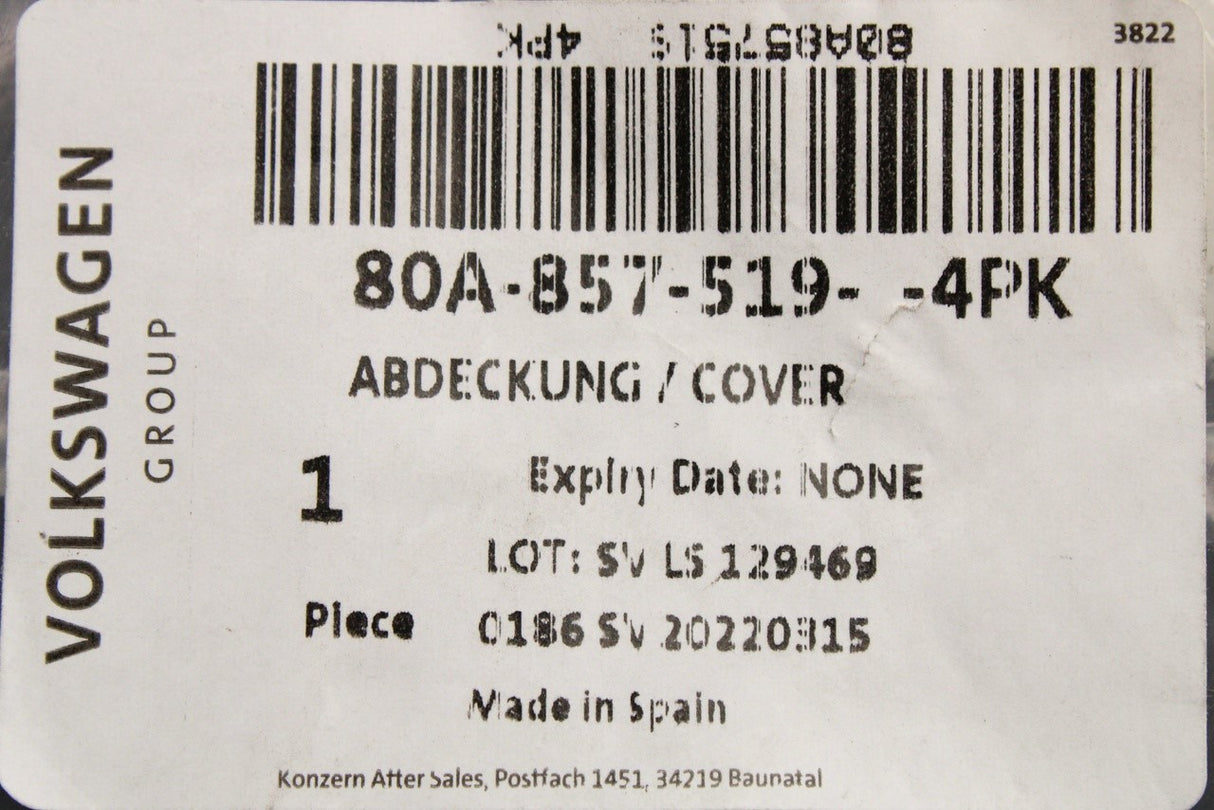 80A857519   4PK
3822
VOLKSWAGEN
GROUP
80A-857-519-  -4PK
ABDECKUNG / COVER
1
Expiry Date: NONE
LOT: SV LS 129469
Piece
0186 SV 20220315
Made in Spain
Konzern After Sales, Postfach 1451, 34219 Baunatal